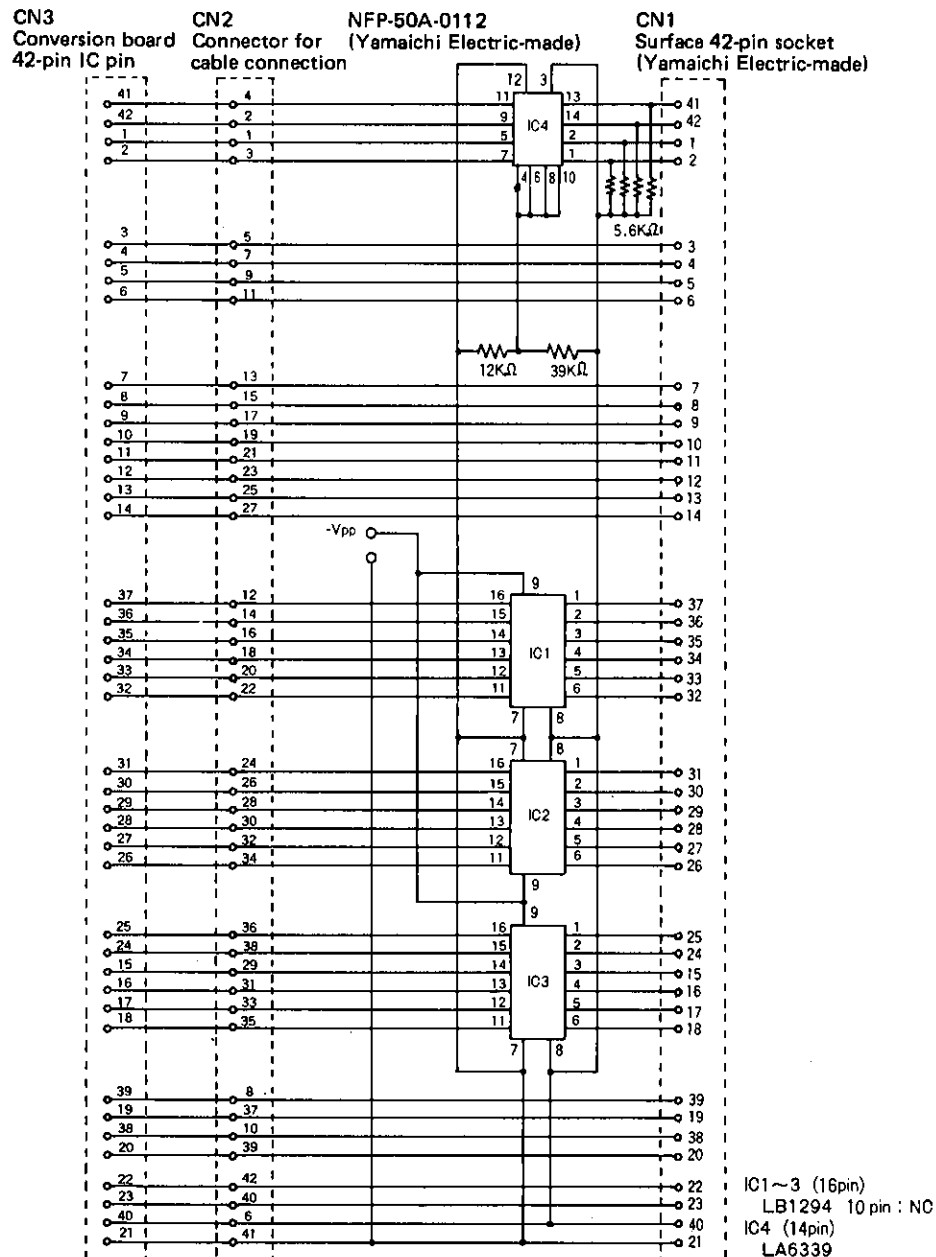 CN3 CN2 NFP-50A-0112 CN1
Conversion board Connector for (Yamaichi Electric-made) Surface 42-pin socket
42-pin IC pin cable connection (Yamaichi Electric-made)
12 3
41 4 11 13 41
42 2 9 IC4 14 42
1 1 5 2 1
2 3 7 1 2
4 6 8 10
5.6KΩ
3 5 3
4 7 4
5 9 5
6 11 6
12KΩ 39KΩ
7 13 7
8 15 8
9 17 9
10 19 10
11 21 11
12 23 12
13 25 13
14 27 14
-Vpp
9
37 12 16 1 37
36 14 15 2 36
35 16 14 3 35
34 18 13 IC1 4 34
33 20 12 5 33
32 22 11 6 32
7 8
7 8
31 24 16 1 31
30 26 15 2 30
29 28 14 3 29
28 30 13 IC2 4 28
27 32 12 5 27
26 34 11 6 26
9
9
25 36 16 1 25
24 38 15 2 24
15 29 14 3 15
16 31 13 IC3 4 16
17 33 12 5 17
18 35 11 6 18
7 8
39 8 39
19 37 19
38 10 38
20 39 20
22 42 22 IC1~3 (16pin)
23 40 23 LB1294 10 pin : NC
40 6 40 IC4 (14pin)
21 41 21 LA6339